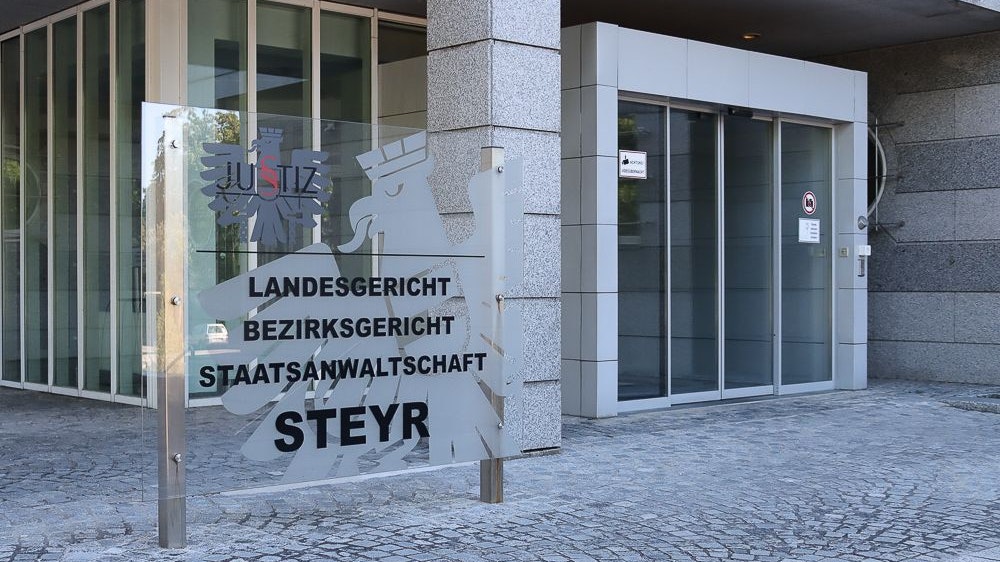 JUSTIZ
LANDESGERICHT
BEZIRKSGERICHT
STAATSANWALTSCHAFT
STEYR